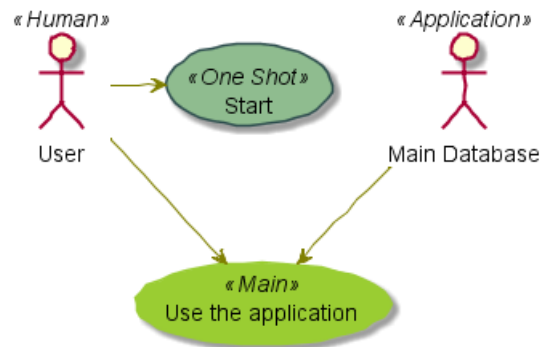 «Human»
User
«One Shot»
Start
«Application»
Main Database
«Main»
Use the application